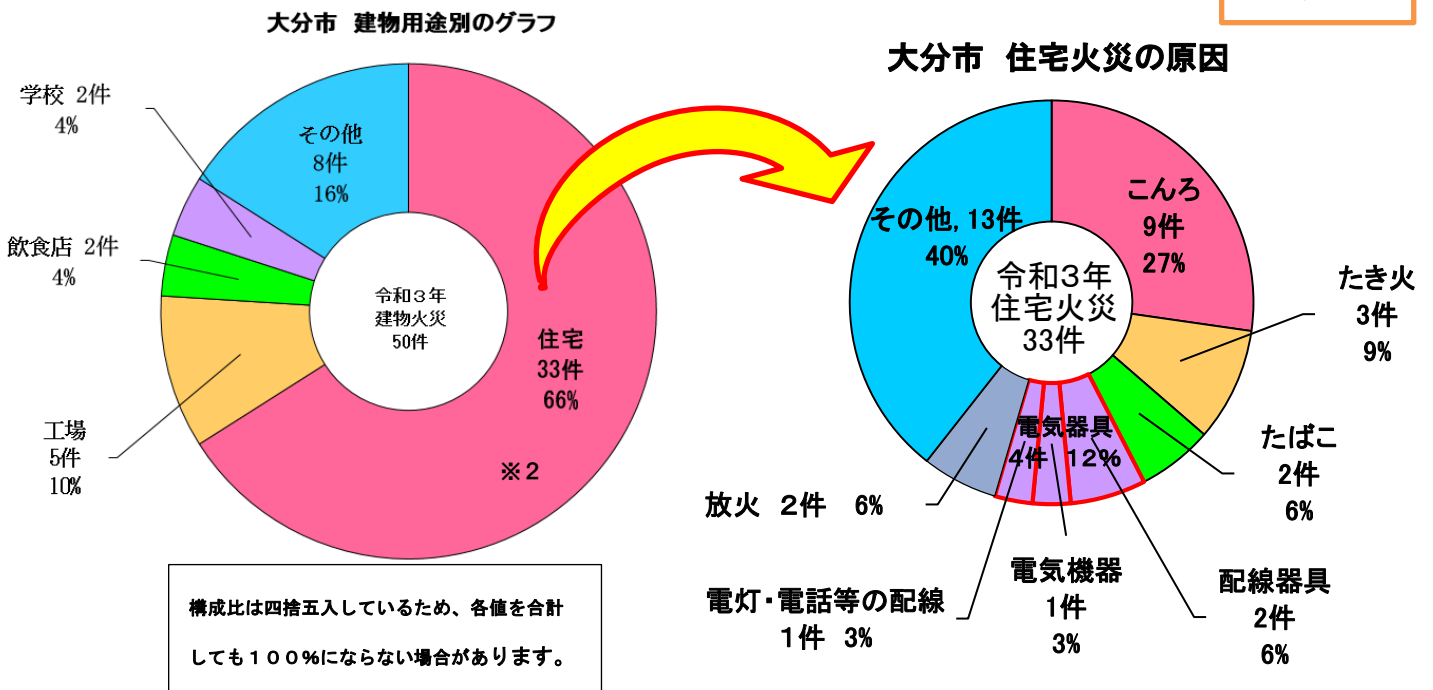 大分市　建物用途別のグラフ
学校 2件
4%
その他
8件
16%
飲食店 2件
4%
令和３年
建物火災
50件
住宅
33件
66%
工場
5件
10%
※２
構成比は四捨五入しているため、各値を合計
しても１００％にならない場合があります。
大分市　住宅火災の原因
こんろ
9件
27%
その他, 13件
40%
令和３年
住宅火災
33件
たき火
3件
9%
たばこ
2件
6%
電気器具
4件　12%
放火　2件　6%
電灯・電話等の配線
1件　3%
電気機器
1件
3%
配線器具
2件
6%